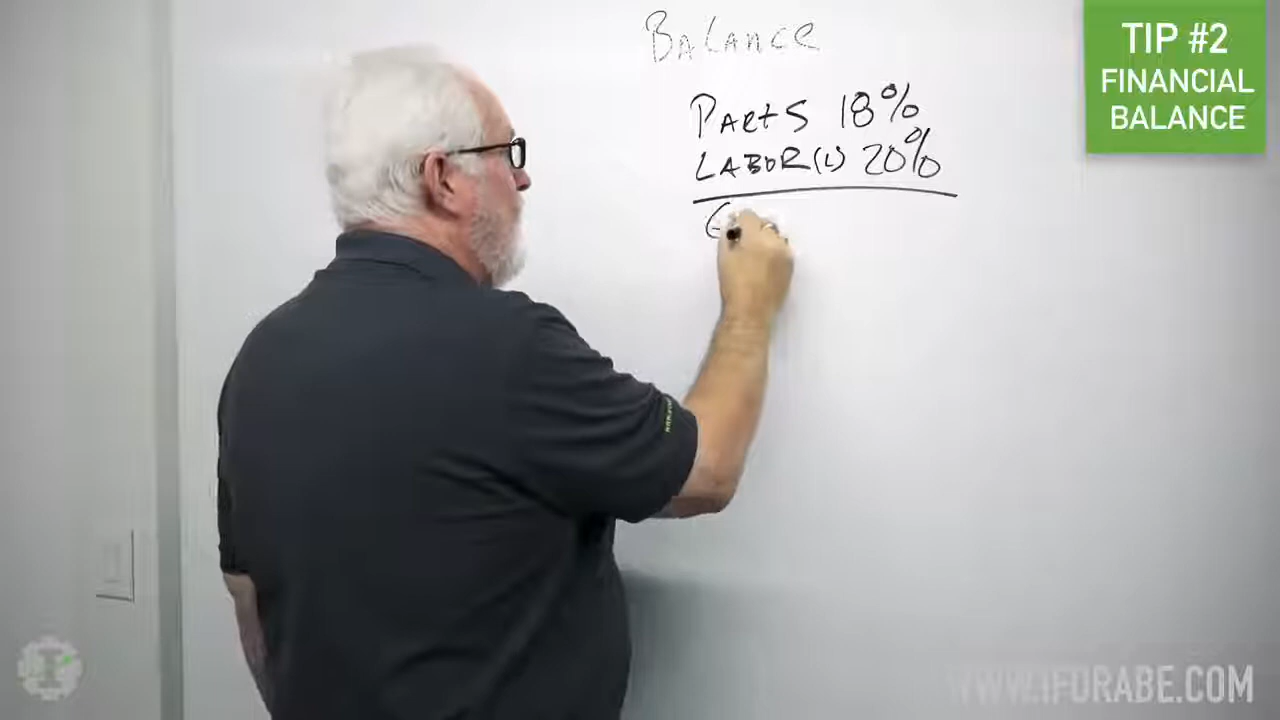 Balance
TIP #2
FINANCIAL
BALANCE
PARTS 18%
LABOR(L) 20%
G
WWW.IFORABE.COM